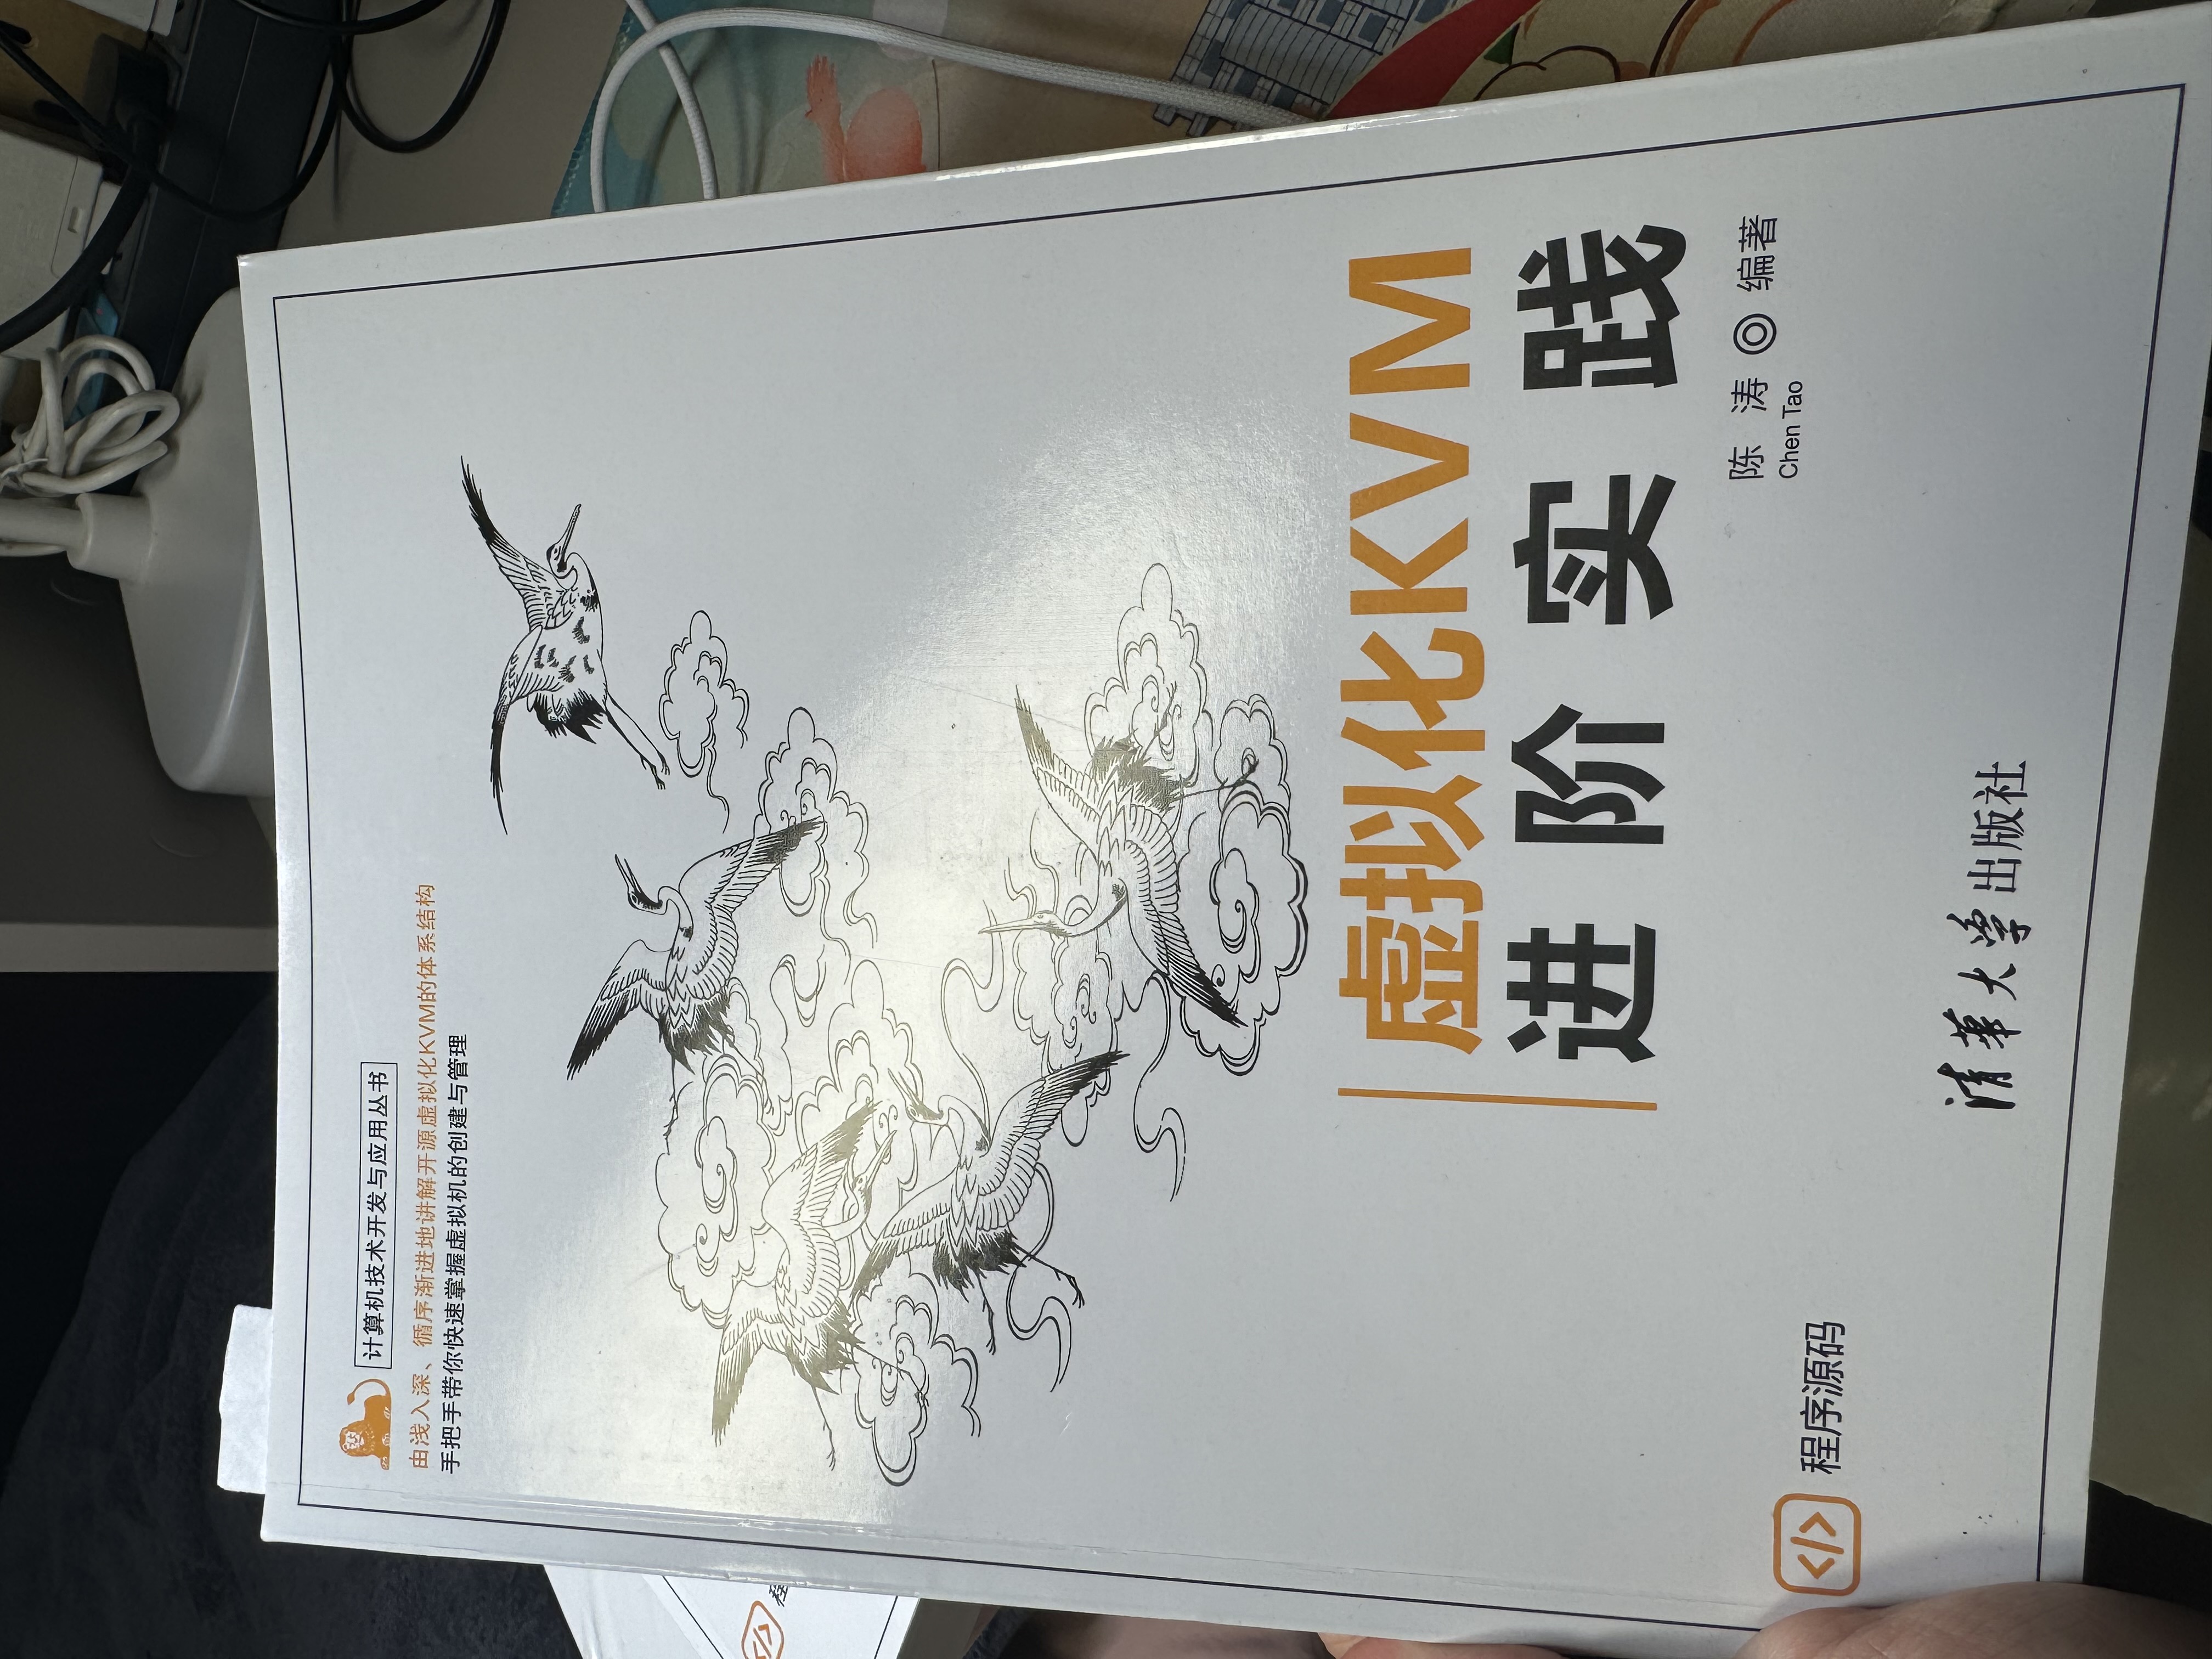 计算机技术开发与应用丛书
由浅入深、循序渐进地讲解开源虚拟化KVM的体系结构
手把手带你快速掌握虚拟机的创建与管理
虚拟化KVM
进阶实践
陈涛 编著
Chen Tao
</> 程序源码
清華大学出版社
</> 程